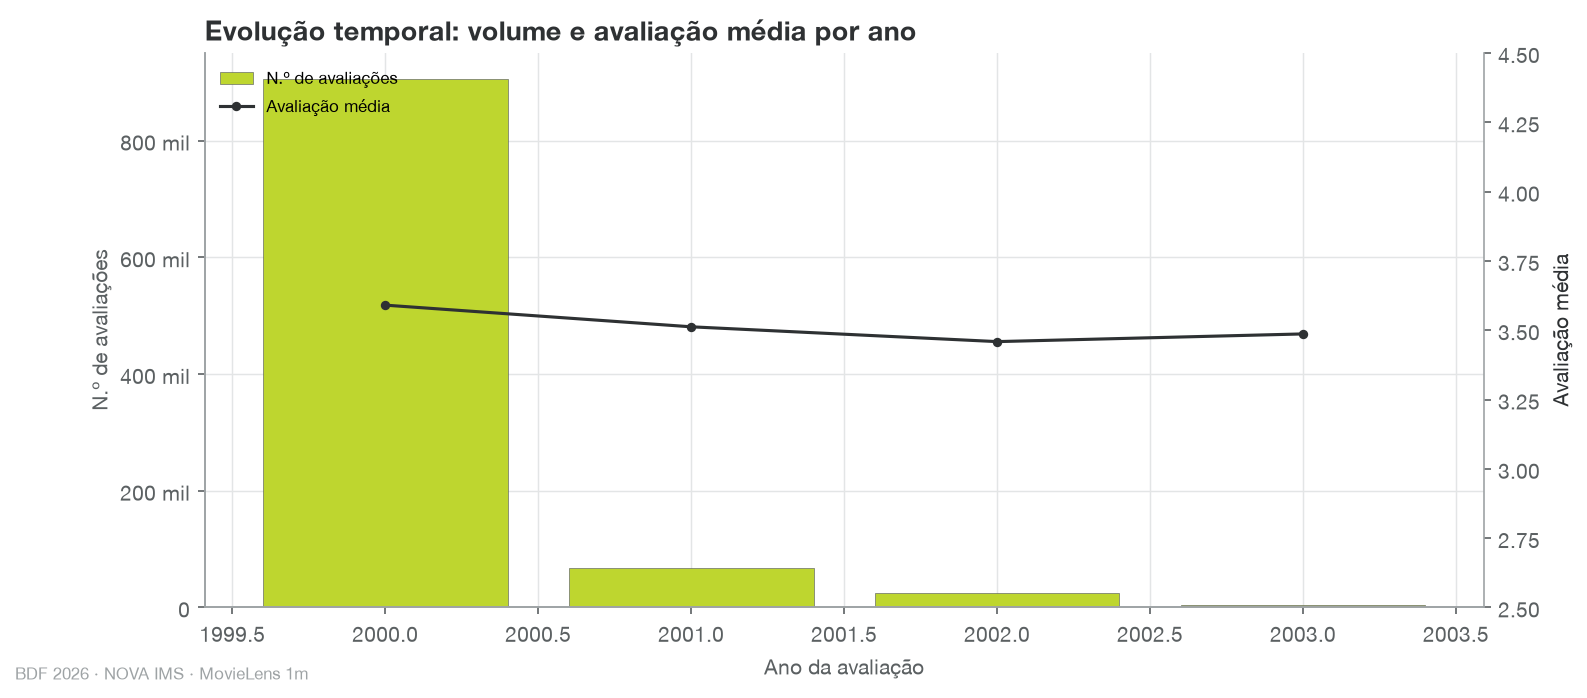 Evolução temporal: volume e avaliação média por ano
N.º de avaliações
Avaliação média
800 mil
600 mil
400 mil
200 mil
0
N.º de avaliações
4.50
4.25
4.00
3.75
3.50
3.25
3.00
2.75
2.50
Avaliação média
1999.5 2000.0 2000.5 2001.0 2001.5 2002.0 2002.5 2003.0 2003.5
Ano da avaliação
BDF 2026 · NOVA IMS · MovieLens 1m